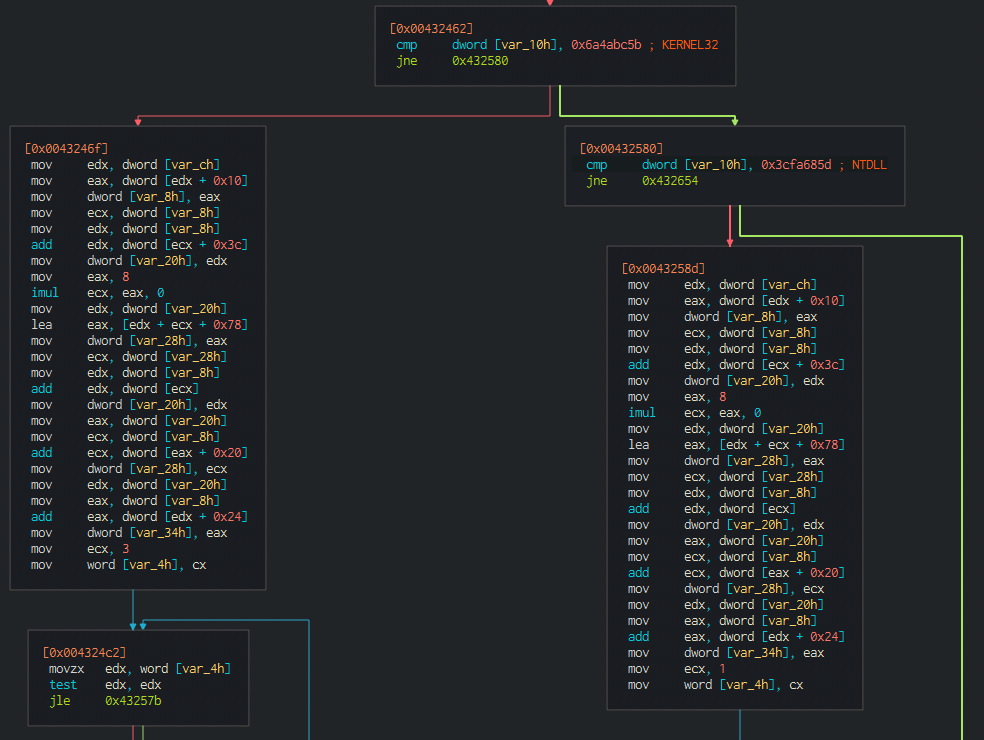 [0x00432462]
cmp dword [var_10h], 0x6a4abc5b ; KERNEL32
jne 0x432580
[0x0043246f]
mov edx, dword [var_ch]
mov eax, dword [edx + 0x10]
mov dword [var_8h], eax
mov ecx, dword [var_8h]
mov edx, dword [var_8h]
add edx, dword [ecx + 0x3c]
mov dword [var_20h], edx
mov eax, 8
imul ecx, eax, 0
mov edx, dword [var_20h]
lea eax, [edx + ecx + 0x78]
mov dword [var_28h], eax
mov ecx, dword [var_28h]
mov edx, dword [var_8h]
add edx, dword [ecx]
mov dword [var_20h], edx
mov eax, dword [var_20h]
mov ecx, dword [var_8h]
add ecx, dword [eax + 0x20]
mov dword [var_28h], ecx
mov edx, dword [var_20h]
mov eax, dword [var_8h]
add eax, dword [edx + 0x24]
mov dword [var_34h], eax
mov ecx, 3
mov word [var_4h], cx
[0x004324c2]
movzx edx, word [var_4h]
test edx, edx
jle 0x43257b
[0x00432580]
cmp dword [var_10h], 0x3cfa685d ; NTDLL
jne 0x432654
[0x0043258d]
mov edx, dword [var_ch]
mov eax, dword [edx + 0x10]
mov dword [var_8h], eax
mov ecx, dword [var_8h]
mov edx, dword [var_8h]
add edx, dword [ecx + 0x3c]
mov dword [var_20h], edx
mov eax, 8
imul ecx, eax, 0
mov edx, dword [var_20h]
lea eax, [edx + ecx + 0x78]
mov dword [var_28h], eax
mov ecx, dword [var_28h]
mov edx, dword [var_8h]
add edx, dword [ecx]
mov dword [var_20h], edx
mov eax, dword [var_20h]
mov ecx, dword [var_8h]
add ecx, dword [eax + 0x20]
mov dword [var_28h], ecx
mov edx, dword [var_20h]
mov eax, dword [var_8h]
add eax, dword [edx + 0x24]
mov dword [var_34h], eax
mov ecx, 1
mov word [var_4h], cx